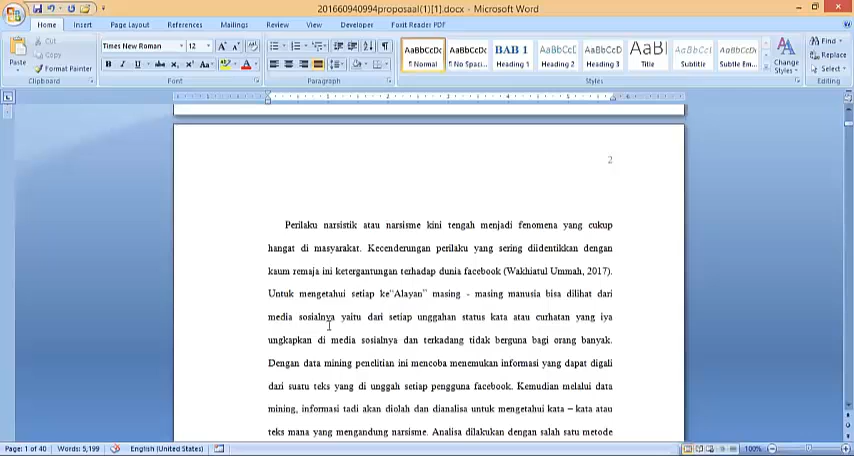 201660940994proposaal(1)[1].docx - Microsoft Word
Home Insert Page Layout References Mailings Review View Developer Foxit Reader PDF
Paste
Cut
Copy
Format Painter
Clipboard
Times New Roman 12
Font
Paragraph
AaBbCcDc AaBbCcDc BAB 1 AaBbCcI AaBbCcD AaBl AaBbCcD AaBbCcDc
¶ Normal ¶ No Spaci... Heading 1 Heading 2 Heading 3 Title Subtitle Subtle Em...
Change Styles
Styles
Find
Replace
Select
Editing
2
Perilaku narsistik atau narsisme kini tengah menjadi fenomena yang cukup
hangat di masyarakat. Kecenderungan perilaku yang sering diidentikkan dengan
kaum remaja ini ketergantungan terhadap dunia facebook (Wakhiatul Ummah, 2017).
Untuk mengetahui setiap ke"Alayan" masing - masing manusia bisa dilihat dari
media sosialnya yaitu dari setiap unggahan status kata atau curhatan yang iya
ungkapkan di media sosialnya dan terkadang tidak berguna bagi orang banyak.
Dengan data mining penelitian ini mencoba menemukan informasi yang dapat digali
dari suatu teks yang di unggah setiap pengguna facebook. Kemudian melalui data
mining, informasi tadi akan diolah dan dianalisa untuk mengetahui kata – kata atau
teks mana yang mengandung narsisme. Analisa dilakukan dengan salah satu metode
Page: 1 of 40 Words: 5,199 English (United States) 100%